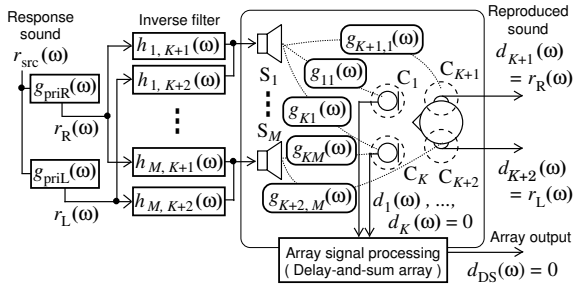 Response sound
r_src(ω)
g_priR(ω)
r_R(ω)
g_priL(ω)
r_L(ω)
Inverse filter
h_1, K+1(ω)
h_1, K+2(ω)
h_M, K+1(ω)
h_M, K+2(ω)
S_1
S_M
g_K+1,1(ω)
g_11(ω)
g_K1(ω)
g_KM(ω)
g_K+2, M(ω)
C_1
C_K+1
C_K
C_K+2
d_1(ω) , ...,
d_K(ω) = 0
Array signal processing
( Delay-and-sum array )
Reproduced
sound
d_K+1(ω)
= r_R(ω)
d_K+2(ω)
= r_L(ω)
Array output
d_DS(ω) = 0